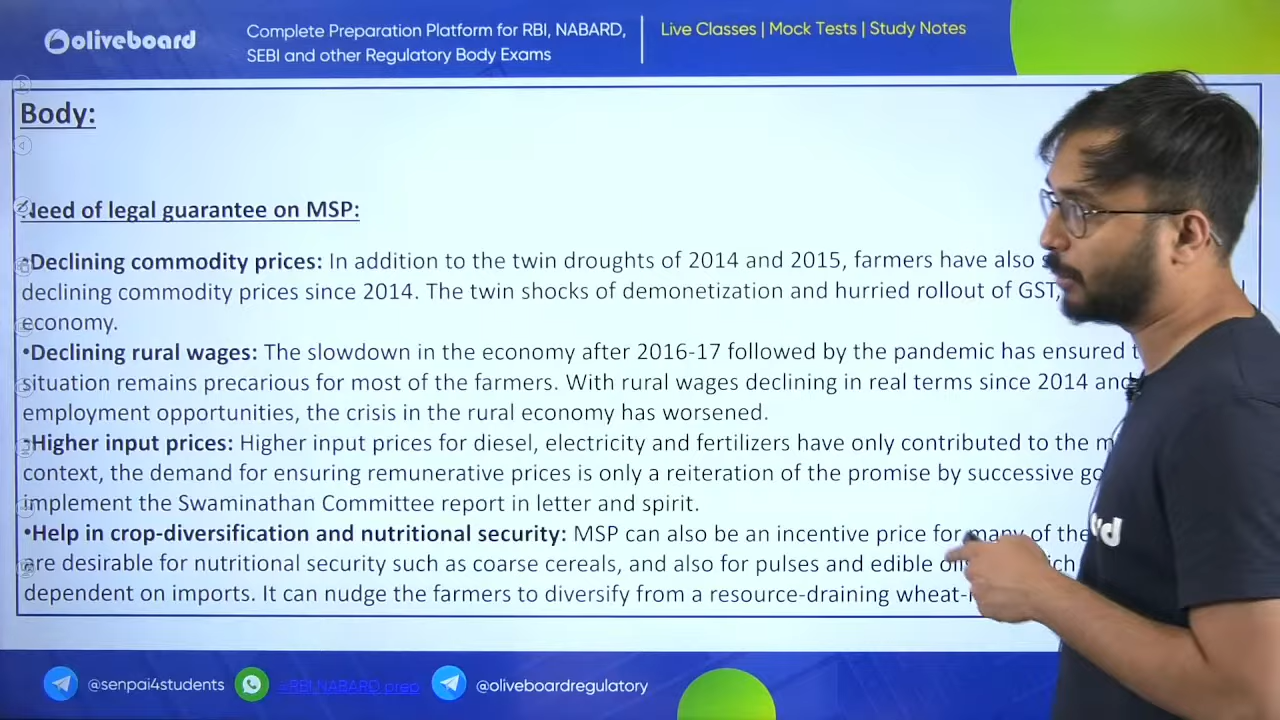 oliveboard
Complete Preparation Platform for RBI, NABARD,
SEBI and other Regulatory Body Exams
Live Classes | Mock Tests | Study Notes
Body:
Need of legal guarantee on MSP:
•Declining commodity prices: In addition to the twin droughts of 2014 and 2015, farmers have also
declining commodity prices since 2014. The twin shocks of demonetization and hurried rollout of GST,
economy.
•Declining rural wages: The slowdown in the economy after 2016-17 followed by the pandemic has ensured
situation remains precarious for most of the farmers. With rural wages declining in real terms since 2014 and
employment opportunities, the crisis in the rural economy has worsened.
•Higher input prices: Higher input prices for diesel, electricity and fertilizers have only contributed to the
context, the demand for ensuring remunerative prices is only a reiteration of the promise by successive
implement the Swaminathan Committee report in letter and spirit.
•Help in crop-diversification and nutritional security: MSP can also be an incentive price for many of the
are desirable for nutritional security such as coarse cereals, and also for pulses and edible
dependent on imports. It can nudge the farmers to diversify from a resource-draining
@senpai4students
RBI NABARD prep
@oliveboardregulatory